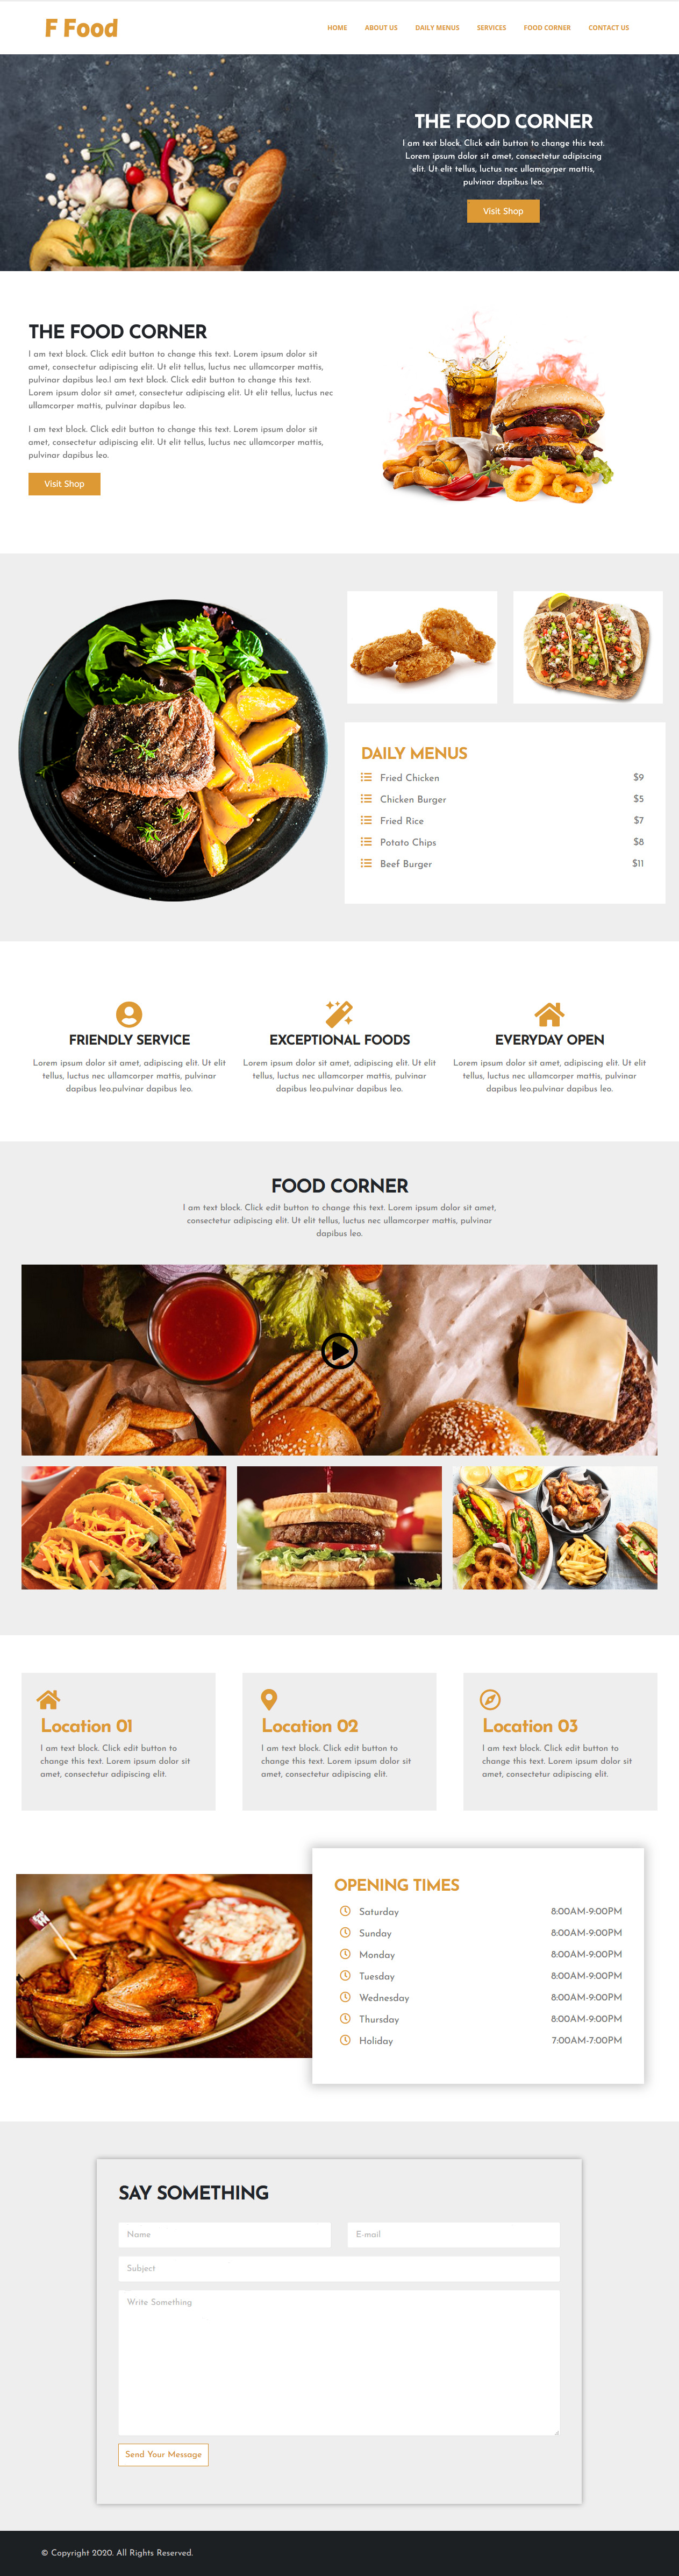 F Food
HOME ABOUT US DAILY MENUS SERVICES FOOD CORNER CONTACT US
THE FOOD CORNER
I am text block. Click edit button to change this text.
Lorem ipsum dolor sit amet, consectetur adipiscing
elit. Ut elit tellus, luctus nec ullamcorper mattis,
pulvinar dapibus leo.
Visit Shop
THE FOOD CORNER
I am text block. Click edit button to change this text. Lorem ipsum dolor sit
amet, consectetur adipiscing elit. Ut elit tellus, luctus nec ullamcorper mattis,
pulvinar dapibus leo.I am text block. Click edit button to change this text.
Lorem ipsum dolor sit amet, consectetur adipiscing elit. Ut elit tellus, luctus nec
ullamcorper mattis, pulvinar dapibus leo.
I am text block. Click edit button to change this text. Lorem ipsum dolor sit
amet, consectetur adipiscing elit. Ut elit tellus, luctus nec ullamcorper mattis,
pulvinar dapibus leo.
Visit Shop
DAILY MENUS
Fried Chicken $9
Chicken Burger $5
Fried Rice $7
Potato Chips $8
Beef Burger $11
FRIENDLY SERVICE
Lorem ipsum dolor sit amet, adipiscing elit. Ut elit
tellus, luctus nec ullamcorper mattis, pulvinar
dapibus leo.pulvinar dapibus leo.
EXCEPTIONAL FOODS
Lorem ipsum dolor sit amet, adipiscing elit. Ut elit
tellus, luctus nec ullamcorper mattis, pulvinar
dapibus leo.pulvinar dapibus leo.
EVERYDAY OPEN
Lorem ipsum dolor sit amet, adipiscing elit. Ut elit
tellus, luctus nec ullamcorper mattis, pulvinar
dapibus leo.pulvinar dapibus leo.
FOOD CORNER
I am text block. Click edit button to change this text. Lorem ipsum dolor sit amet,
consectetur adipiscing elit. Ut elit tellus, luctus nec ullamcorper mattis, pulvinar
dapibus leo.
Location 01
I am text block. Click edit button to
change this text. Lorem ipsum dolor sit
amet, consectetur adipiscing elit.
Location 02
I am text block. Click edit button to
change this text. Lorem ipsum dolor sit
amet, consectetur adipiscing elit.
Location 03
I am text block. Click edit button to
change this text. Lorem ipsum dolor sit
amet, consectetur adipiscing elit.
OPENING TIMES
Saturday 8:00AM-9:00PM
Sunday 8:00AM-9:00PM
Monday 8:00AM-9:00PM
Tuesday 8:00AM-9:00PM
Wednesday 8:00AM-9:00PM
Thursday 8:00AM-9:00PM
Holiday 7:00AM-7:00PM
SAY SOMETHING
Name E-mail
Subject
Write Something
Send Your Message
© Copyright 2020. All Rights Reserved.